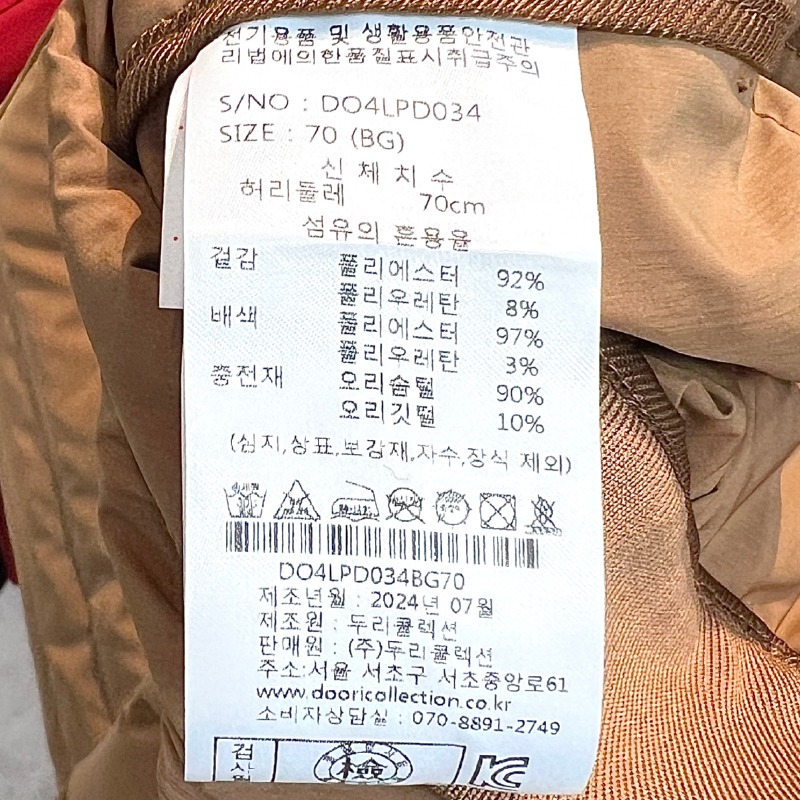 전기용품 및 생활용품안전관
리법에의한품질표시취급주의
S/NO : DO4LPD034
SIZE : 70 (BG)
신 체 치 수
허리둘레 70cm
섬유의 혼용율
겉감 폴리에스터 92%
폴리우레탄 8%
배색 폴리에스터 97%
폴리우레탄 3%
충전재 오리솜털 90%
오리깃털 10%
(심지,상표,보강재,자수,장식 제외)
DO4LPD034BG70
제조년월 : 2024년 07월
제조원 : 두리콜렉션
판매원 : (주)두리콜렉션
주소:서울 서초구 서초중앙로61
www.dooricollection.co.kr
소비자상담실 : 070-8891-2749
검 檢 KC
사